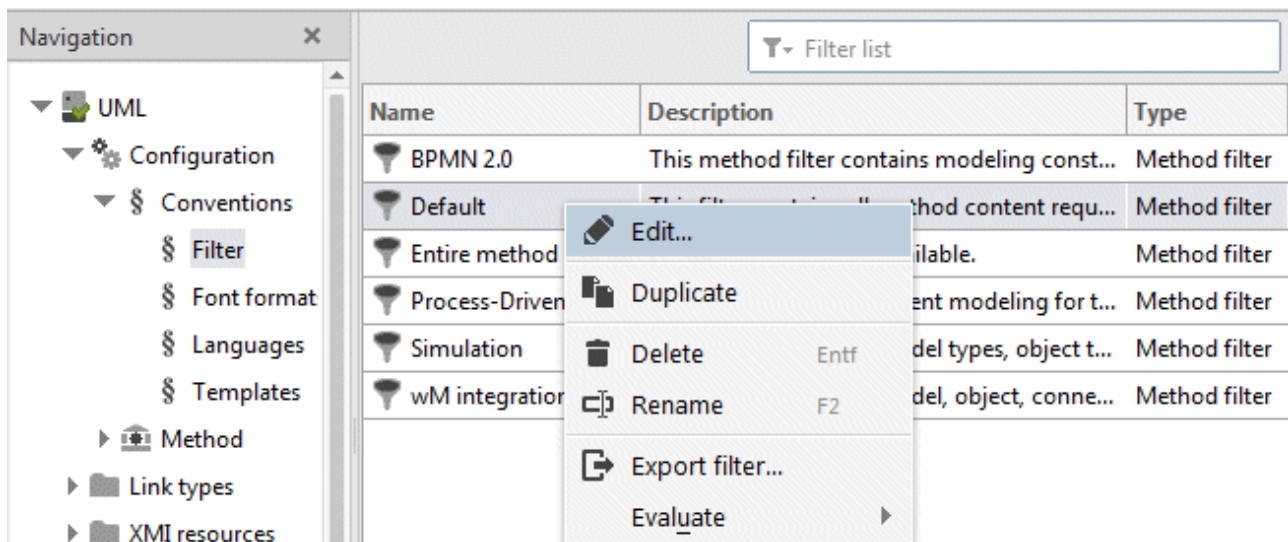 Navigation
Filter list
UML
Configuration
§ Conventions
§ Filter
§ Font format
§ Languages
§ Templates
Method
Link types
XMI resources
Name Description Type
BPMN 2.0 This method filter contains modeling const... Method filter
Default thod content requ... Method filter
Entire method ilable. Method filter
Process-Driven ent modeling for t... Method filter
Simulation del types, object t... Method filter
wM integration del, object, conne... Method filter
Edit...
Duplicate
Delete Entf
Rename F2
Export filter...
Evaluate